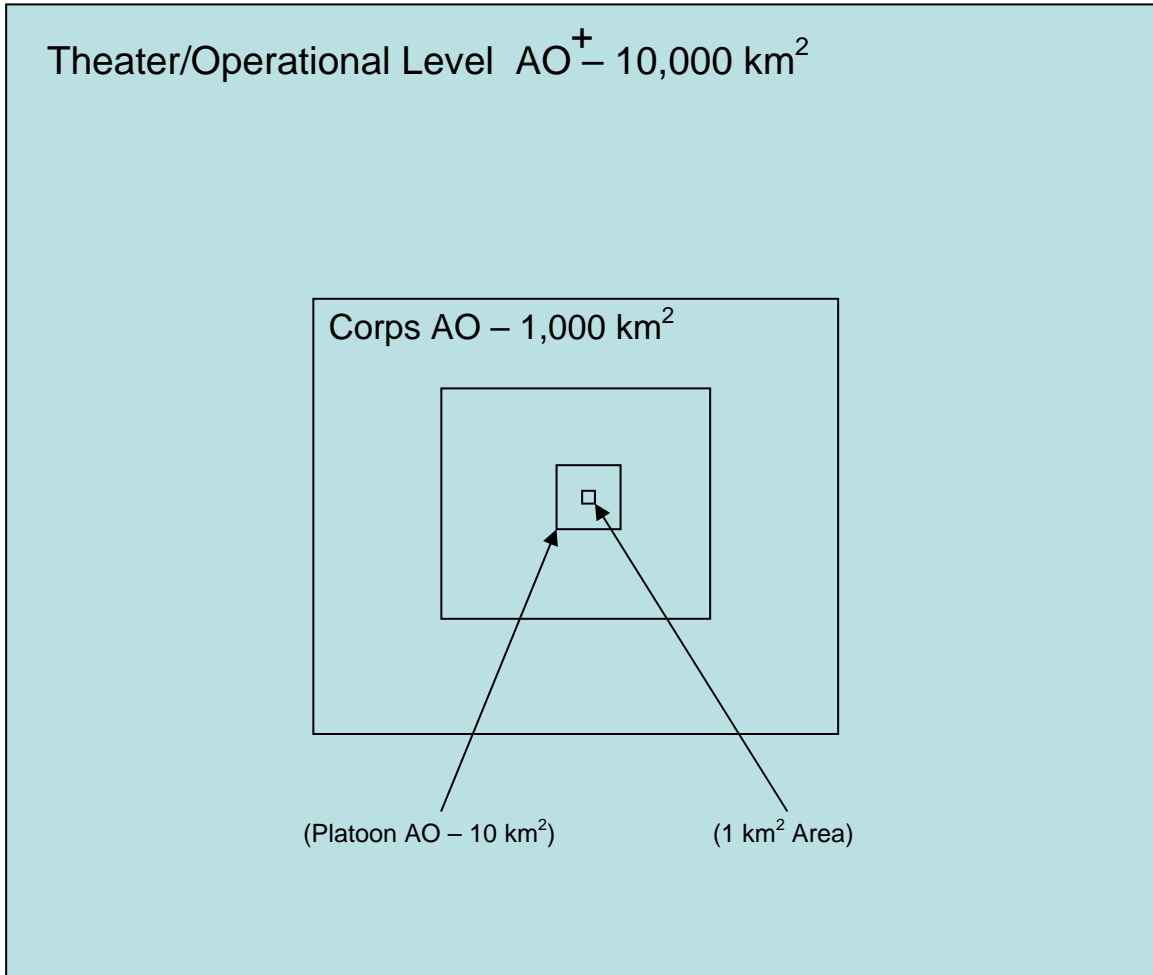 Theater/Operational Level AO+ – 10,000 km²
Corps AO – 1,000 km²
(Platoon AO – 10 km²)
(1 km² Area)